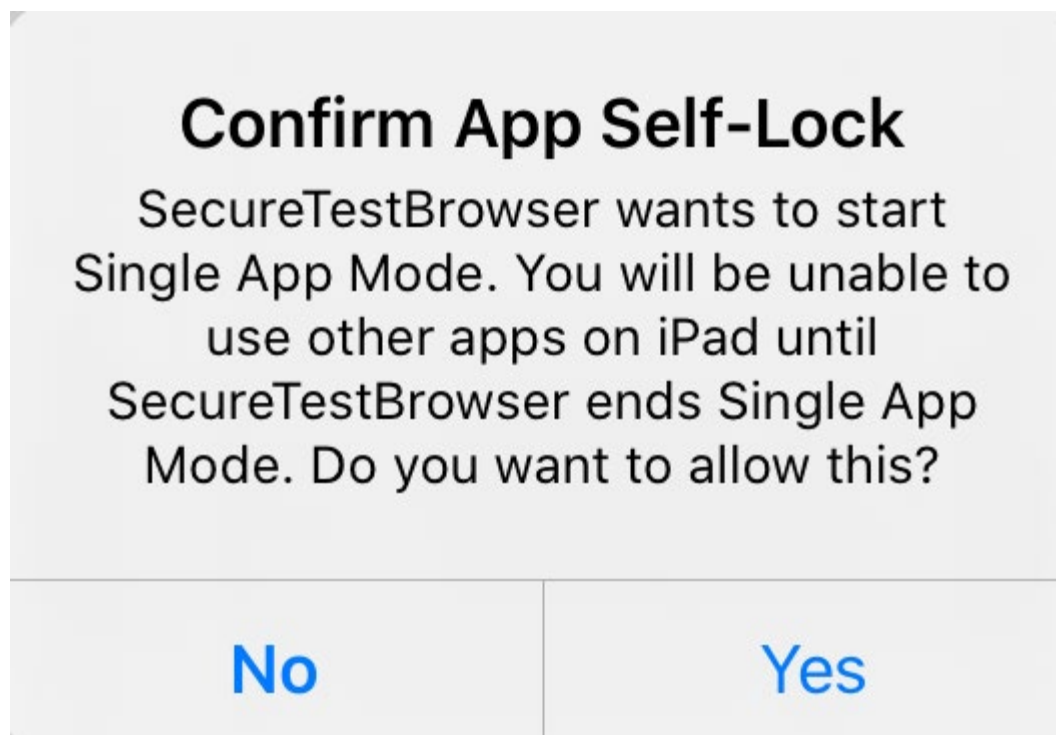 Confirm App Self-Lock
SecureTestBrowser wants to start
Single App Mode. You will be unable to
use other apps on iPad until
SecureTestBrowser ends Single App
Mode. Do you want to allow this?
No
Yes